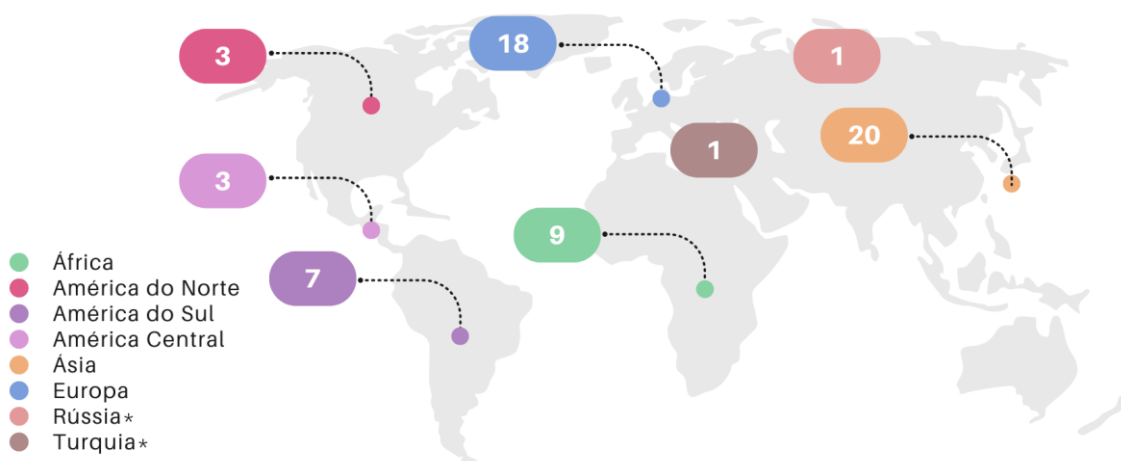 3
18
1
20
1
3
9
7
África
América do Norte
América do Sul
América Central
Ásia
Europa
Rússia*
Turquia*